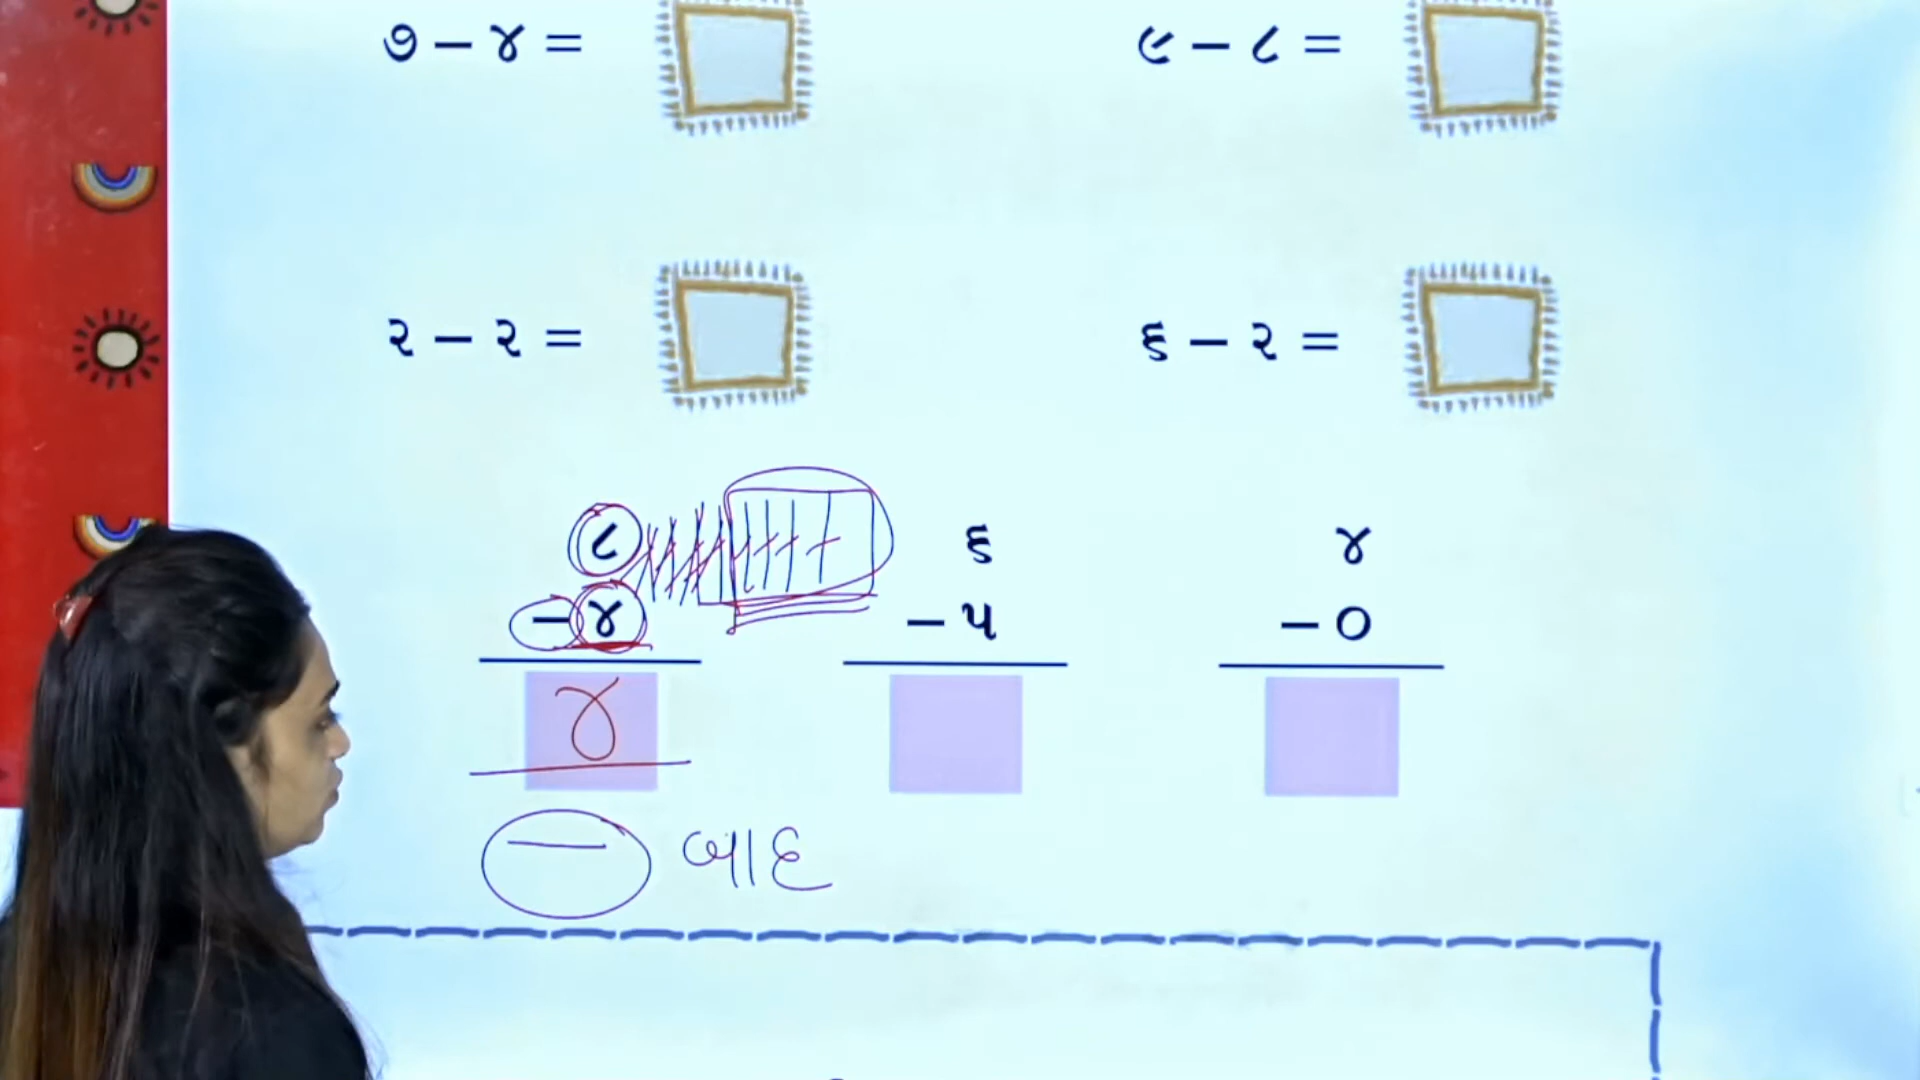 ૭ – ૪ =
૯ – ૮ =
૨ – ૨ =
૬ – ૨ =
૮
– ૪
૪
૬
– ૫
૪
– ૦
— બાદ